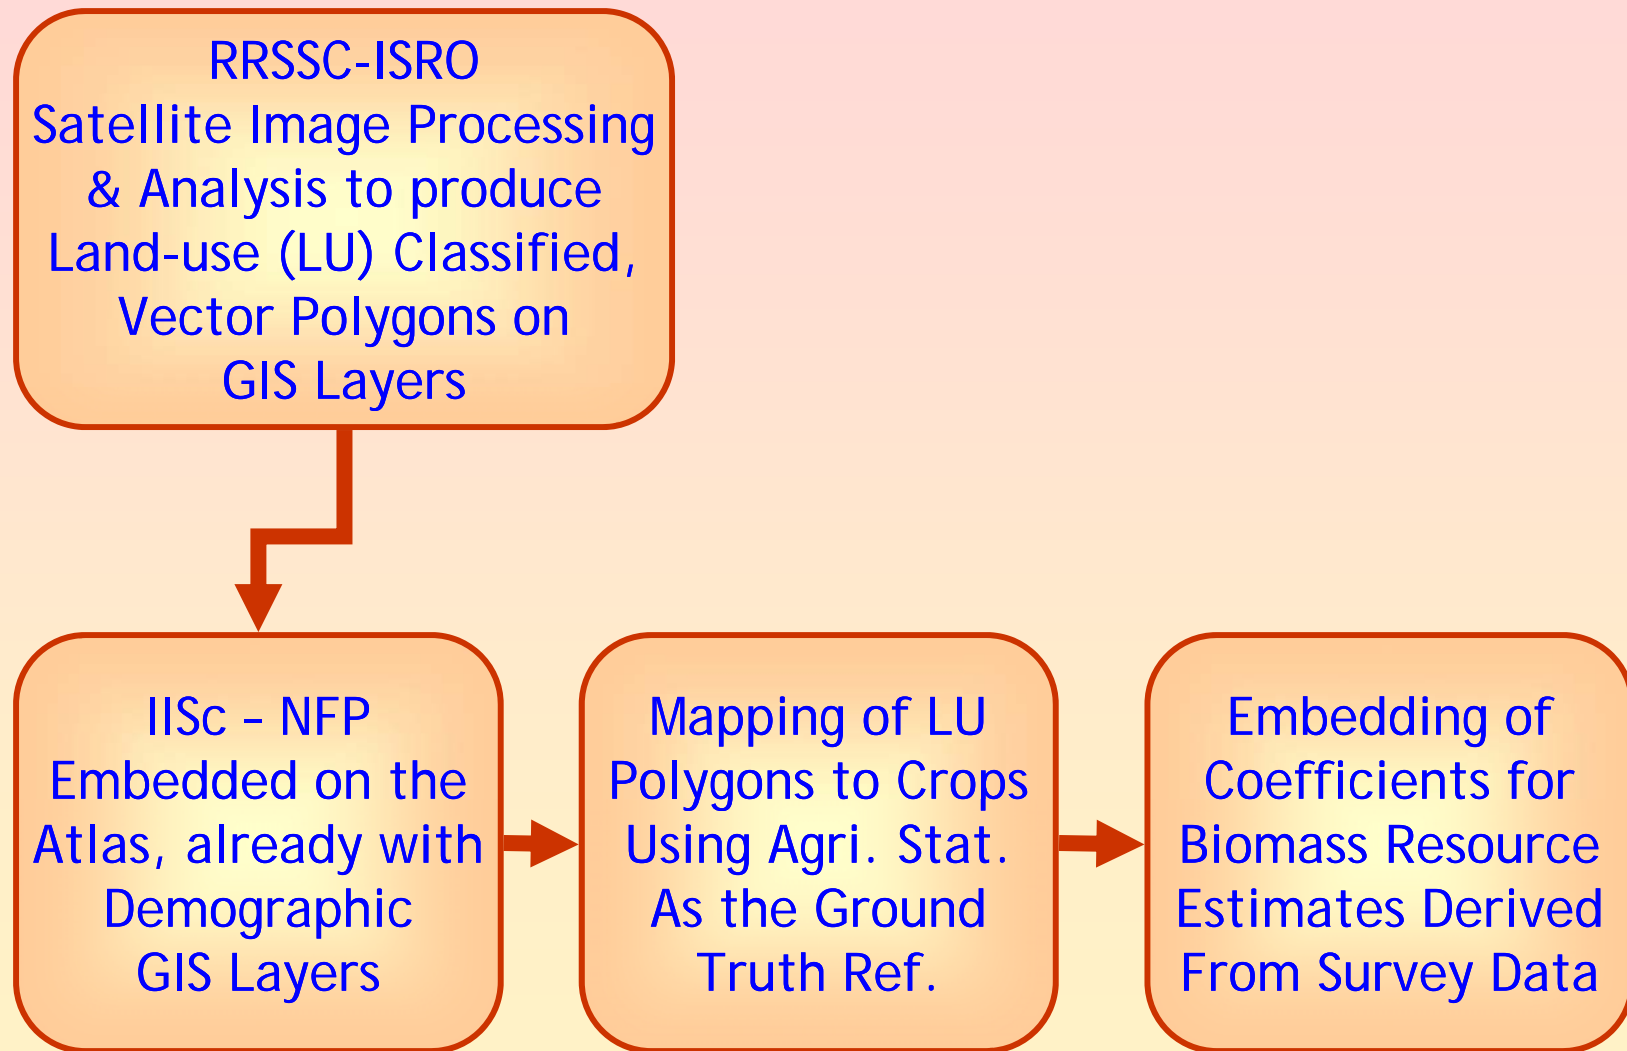 RRSSC-ISRO
Satellite Image Processing
& Analysis to produce
Land-use (LU) Classified,
Vector Polygons on
GIS Layers
IISc – NFP
Embedded on the
Atlas, already with
Demographic
GIS Layers
Mapping of LU
Polygons to Crops
Using Agri. Stat.
As the Ground
Truth Ref.
Embedding of
Coefficients for
Biomass Resource
Estimates Derived
From Survey Data